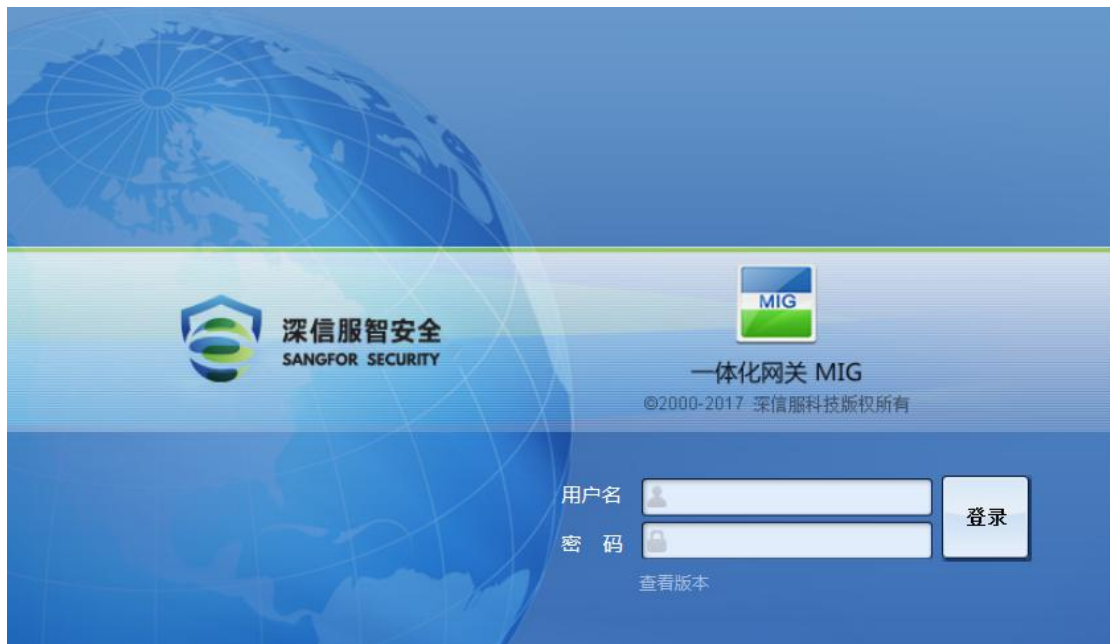 深信服智安全
SANGFOR SECURITY
MIG
一体化网关 MIG
©2000-2017 深信服科技版权所有
用户名
密 码
登录
查看版本